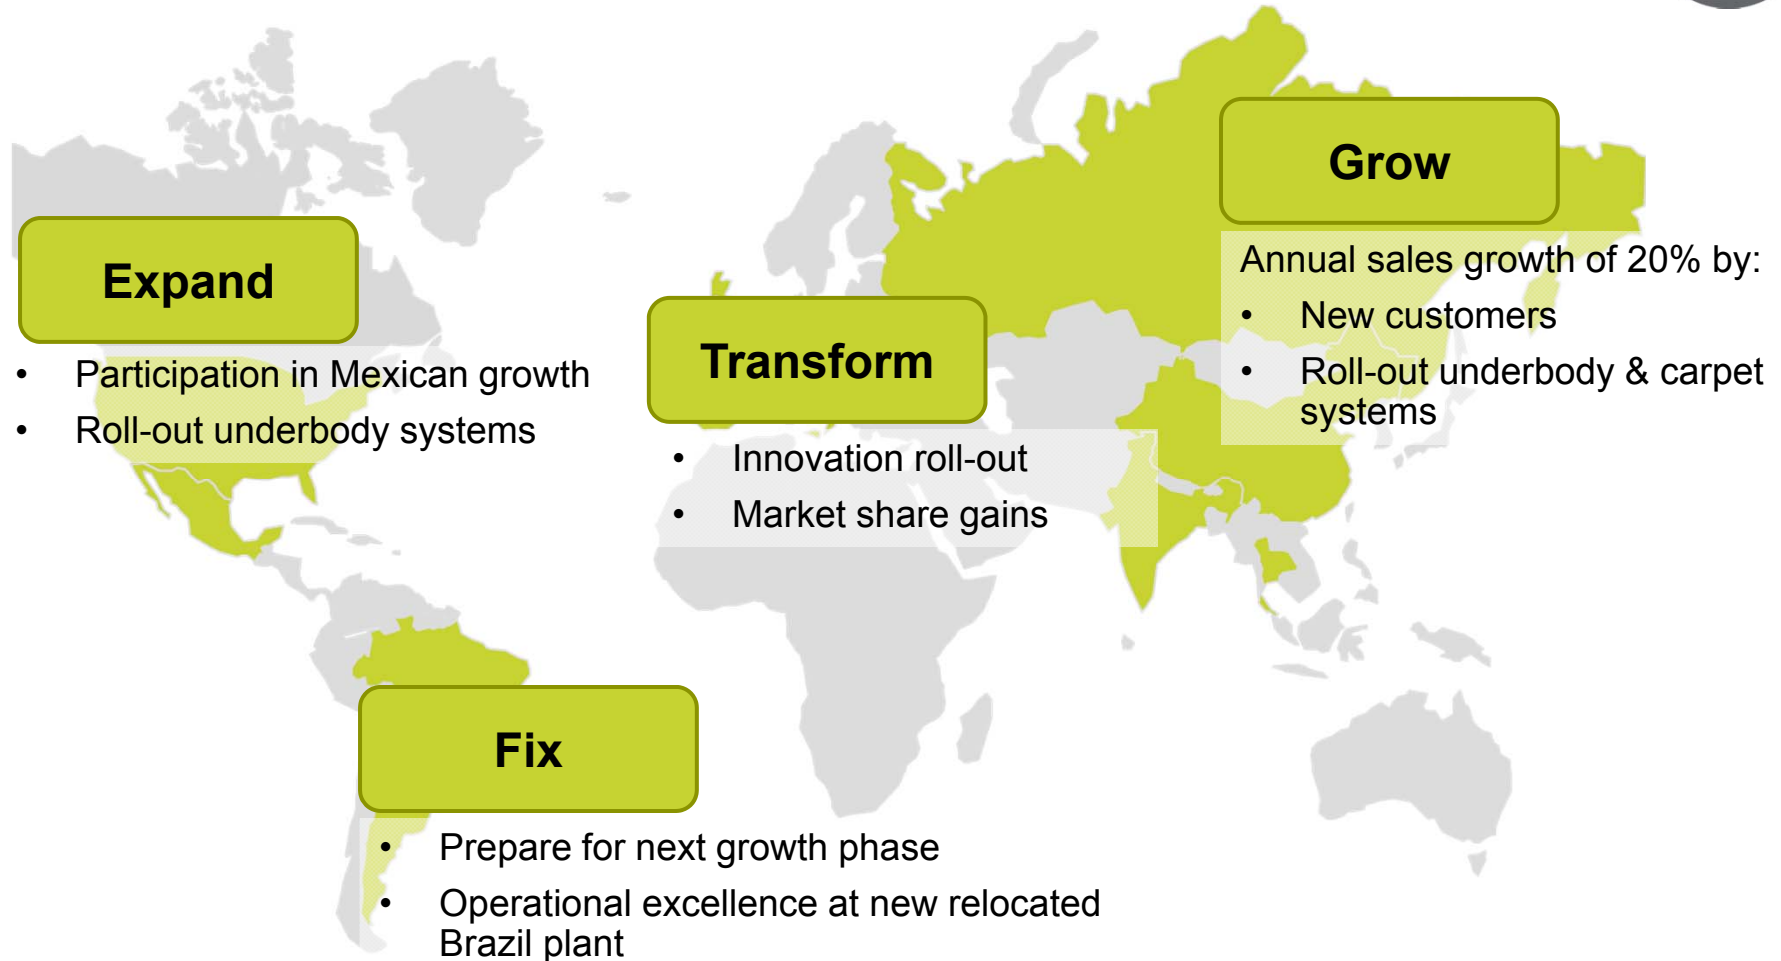 Expand
• Participation in Mexican growth
• Roll-out underbody systems
Transform
• Innovation roll-out
• Market share gains
Grow
Annual sales growth of 20% by:
• New customers
• Roll-out underbody & carpet
systems
Fix
• Prepare for next growth phase
• Operational excellence at new relocated
Brazil plant